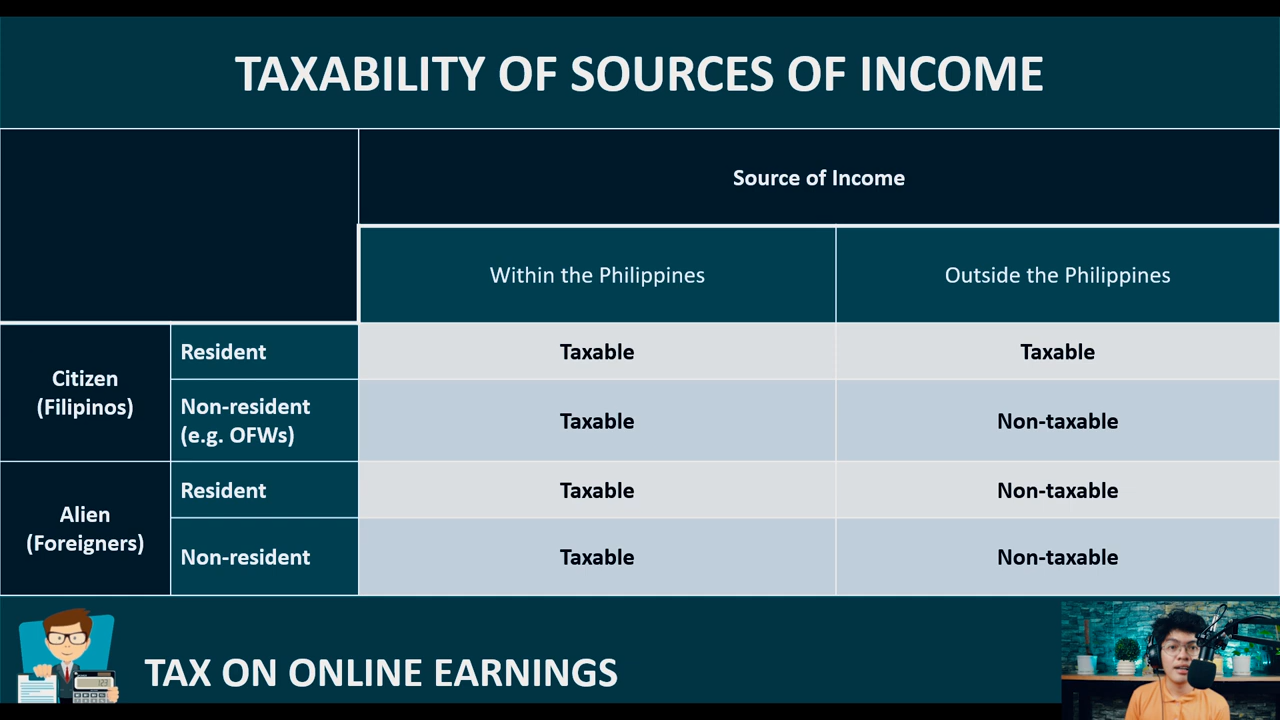 TAXABILITY OF SOURCES OF INCOME
Source of Income
Within the Philippines
Outside the Philippines
Citizen
(Filipinos)
Resident
Taxable
Taxable
Non-resident
(e.g. OFWs)
Taxable
Non-taxable
Alien
(Foreigners)
Resident
Taxable
Non-taxable
Non-resident
Taxable
Non-taxable
TAX ON ONLINE EARNINGS